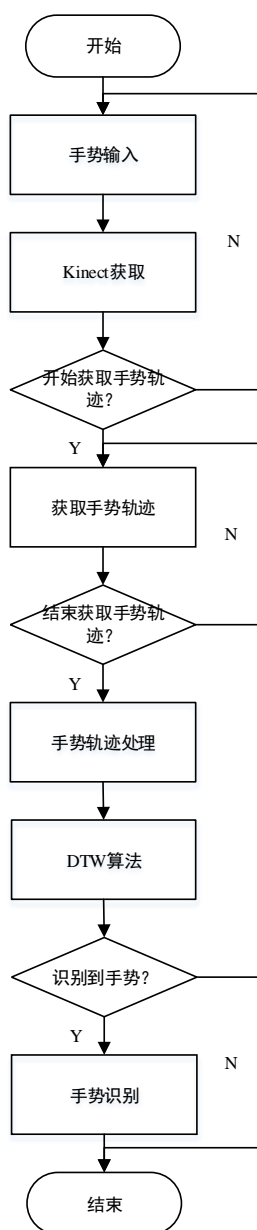 开始
手势输入
N
Kinect获取
开始获取手势轨
迹？
Y
获取手势轨迹
N
结束获取手势轨
迹？
Y
手势轨迹处理
DTW算法
识别到手势？
Y
N
手势识别
结束